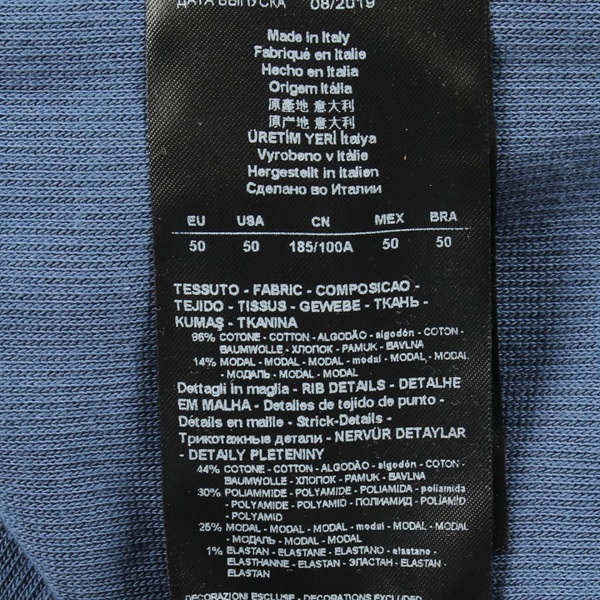 ДАТА ВЫПУСКА 08/2019
Made in Italy
Fabriqué en Italie
Hecho en Italia
Origem Itália
原產地 意大利
原产地 意大利
ÜRETİM YERİ İtalya
Vyrobeno v Itálie
Hergestellt in Italien
Сделано во Италии
EU USA CN MEX BRA
50 50 185/100A 50 50
TESSUTO - FABRIC - COMPOSICAO -
TEJIDO - TISSUS - GEWEBE - ТКАНЬ -
KUMAŞ - TKANINA
86% COTONE - COTTON - ALGODÃO - algodón - COTON -
BAUMWOLLE - ХЛОПОК - PAMUK - BAVLNA
14% MODAL - MODAL - MODAL - modal - MODAL - MODAL
- МОДАЛЬ - MODAL - MODAL
Dettagli in maglia - RIB DETAILS - DETALHE
EM MALHA - Detalles de tejido de punto -
Détails en maille - Strick-Details -
Трикотажные детали - NERVÜR DETAYLAR
- DETAILY PLETENINY
44% COTONE - COTTON - ALGODÃO - algodón - COTON -
BAUMWOLLE - ХЛОПОК - PAMUK - BAVLNA
30% POLIAMMIDE - POLYAMIDE - POLIAMIDA - poliamida
- POLYAMIDE - POLYAMID - ПОЛИАМИД - POLİAMİD
- POLYAMID
25% MODAL - MODAL - MODAL - modal - MODAL - MODAL
- МОДАЛЬ - MODAL - MODAL
1% ELASTAN - ELASTANE - ELASTANO - elastano -
ELASTHANNE - ELASTHAN - ЭЛАСТАН - ELASTAN -
ELASTAN
DECORAZIONI ESCLUSE - DECORATIONS EXCLUDED -